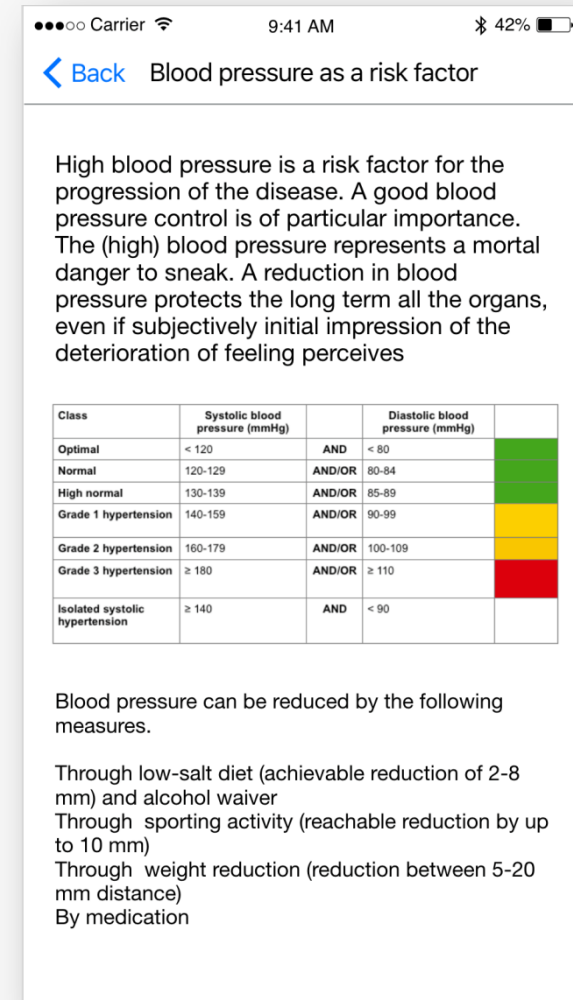 Carrier 9:41 AM 42%
Back Blood pressure as a risk factor
High blood pressure is a risk factor for the
progression of the disease. A good blood
pressure control is of particular importance.
The (high) blood pressure represents a mortal
danger to sneak. A reduction in blood
pressure protects the long term all the organs,
even if subjectively initial impression of the
deterioration of feeling perceives
Class Systolic blood pressure (mmHg) Diastolic blood pressure (mmHg)
Optimal < 120 AND < 80
Normal 120-129 AND/OR 80-84
High normal 130-139 AND/OR 85-89
Grade 1 hypertension 140-159 AND/OR 90-99
Grade 2 hypertension 160-179 AND/OR 100-109
Grade 3 hypertension ≥ 180 AND/OR ≥ 110
Isolated systolic hypertension ≥ 140 AND < 90
Blood pressure can be reduced by the following
measures.
Through low-salt diet (achievable reduction of 2-8
mm) and alcohol waiver
Through sporting activity (reachable reduction by up
to 10 mm)
Through weight reduction (reduction between 5-20
mm distance)
By medication